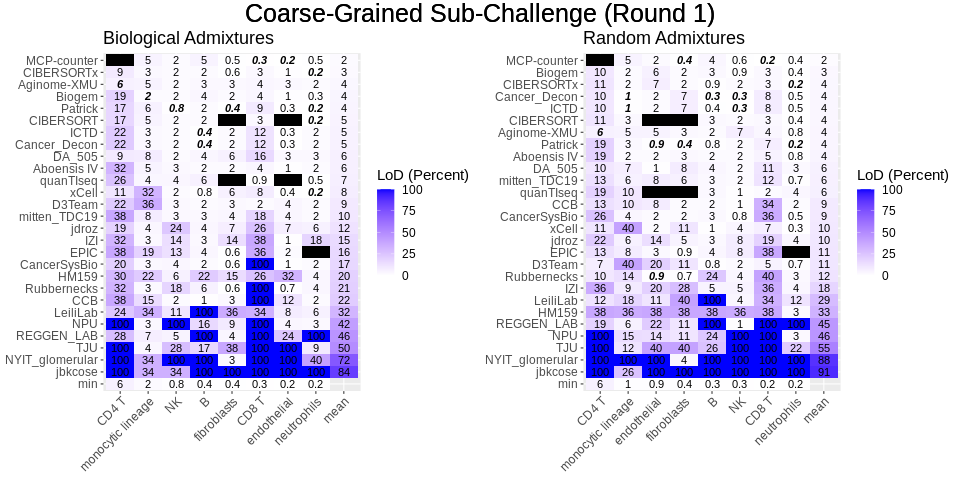 Coarse-Grained Sub-Challenge (Round 1)
Biological Admixtures
MCP-counter 5 2 5 0.5 0.3 0.2 0.5 2
CIBERSORTx 9 3 2 2 0.6 3 1 0.2 3
Aginome-XMU 6 5 2 3 3 4 3 2 4
Biogem 19 2 2 4 2 4 1 0.3 4
Patrick 17 6 0.8 2 0.4 9 0.3 0.2 4
CIBERSORT 17 5 2 2 5 0.2 5
ICTD 22 3 2 0.4 2 12 0.3 2 5
Cancer_Decon 22 3 2 0.4 2 12 0.3 2 5
DA_505 9 8 2 4 6 16 3 3 6
Aboensis IV 32 5 3 2 2 4 1 2 6
quanTIseq 26 4 4 6 9 0.5 7
xCell 11 32 2 0.8 6 8 0.4 0.2 8
D3Team 22 36 3 2 2 4 2 4 9
mitten_TDC19 38 8 3 3 4 18 4 2 10
jdroz 19 4 24 4 7 26 7 6 12
IZI 32 3 14 3 14 38 1 18 15
EPIC 38 19 13 4 0.6 36 2 16
CancerSysBio 20 3 4 2 6 100 1 2 17
HM159 30 22 6 22 15 26 32 4 20
Rubbernecks 32 3 18 6 0.6 100 4 0.7 21
CCB 38 15 2 1 3 100 12 2 22
LeiliLab 24 34 11 100 36 34 8 6 32
NPU 100 3 100 16 9 100 100 4 42
REGGEN_LAB 28 7 5 100 4 100 24 100 46
TJU 100 4 28 17 38 100 100 9 50
NYIT_glomerular 100 34 100 100 3 100 100 40 72
jbkcose 100 34 34 100 100 100 100 100 84
min 6 2 0.8 0.4 0.4 0.3 0.2 0.2
CD4 T
monocytic lineage
NK
B
fibroblasts
CD8 T
endothelial
neutrophils
mean
LoD (Percent)
100
75
50
25
0
Random Admixtures
MCP-counter 5 2 0.4 4 0.6 0.2 0.4 2
Biogem 10 2 6 2 3 0.9 3 0.4 3
CIBERSORTx 11 2 7 2 0.9 2 4 0.2 4
Cancer_Decon 10 1 2 7 0.3 0.3 8 0.5 4
ICTD 10 1 2 7 0.4 0.3 8 0.5 4
CIBERSORT 11 3 3 2 5 0.3 4
Aginome-XMU 6 5 5 3 2 7 4 0.8 4
Patrick 19 3 0.9 0.4 0.8 2 7 0.2 4
Aboensis IV 19 2 2 3 2 2 5 0.8 4
DA_505 10 7 1 8 4 2 11 2 6
mitten_TDC19 13 6 8 6 3 2 12 0.7 6
quanTIseq 19 10 3 1 2 4 6
CCB 13 10 8 2 2 1 34 2 9
CancerSysBio 26 4 2 2 3 0.8 36 0.5 9
xCell 11 40 2 11 1 4 7 0.3 10
jdroz 22 6 14 5 3 8 19 4 10
EPIC 13 8 3 0.9 4 8 38 11
D3Team 7 40 20 11 0.8 2 5 0.7 11
Rubbernecks 10 14 0.9 0.7 24 4 40 2 12
IZI 36 9 20 28 5 5 36 4 18
LeiliLab 12 18 11 40 100 4 34 12 29
HM159 38 36 38 38 38 36 38 3 33
REGGEN_LAB 19 6 22 11 100 1 100 100 45
NPU 100 15 14 11 24 100 100 3 46
TJU 100 12 40 40 26 100 100 22 55
NYIT_glomerular 100 100 100 4 100 100 100 100 88
jbkcose 100 26 100 100 100 100 100 100 91
min 6 1 0.9 0.4 0.3 0.3 0.2 0.2
CD4 T
monocytic lineage
endothelial
fibroblasts
B
NK
CD8 T
neutrophils
mean
LoD (Percent)
100
75
50
25
0